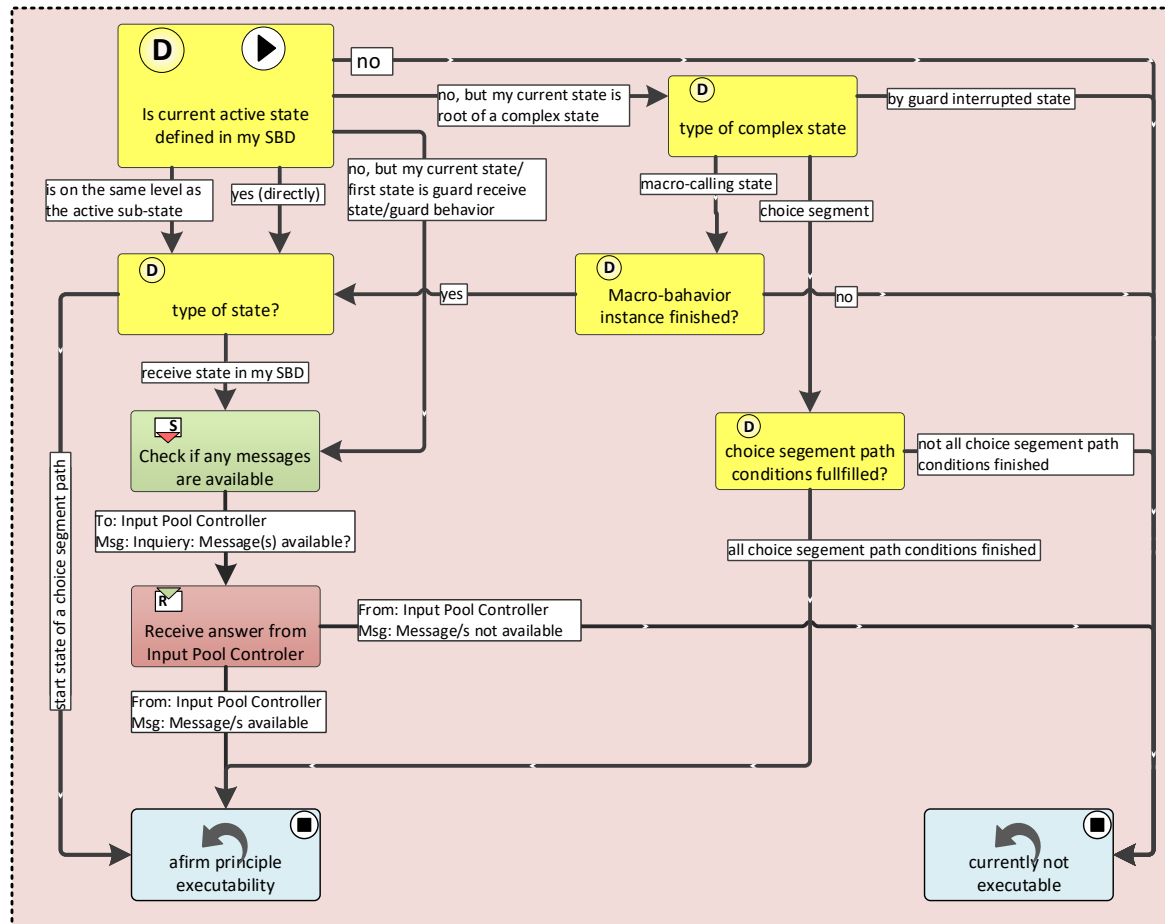 D
Is current active state
defined in my SBD
no
no, but my current state is
root of a complex state
D
type of complex state
by guard interrupted state
is on the same level as
the active sub-state
yes (directly)
no, but my current state/
first state is guard receive
state/guard behavior
macro-calling state
choice segment
D
type of state?
yes
D
Macro-bahavior
instance finished?
no
receive state in my SBD
S
Check if any messages
are available
D
choice segement path
conditions fullfilled?
not all choice segement path
conditions finished
start state of a choice segment path
To: Input Pool Controller
Msg: Inquiery: Message(s) available?
all choice segement path conditions finished
R
Receive answer from
Input Pool Controler
From: Input Pool Controller
Msg: Message/s not available
From: Input Pool Controller
Msg: Message/s available
afirm principle
executability
currently not
executable